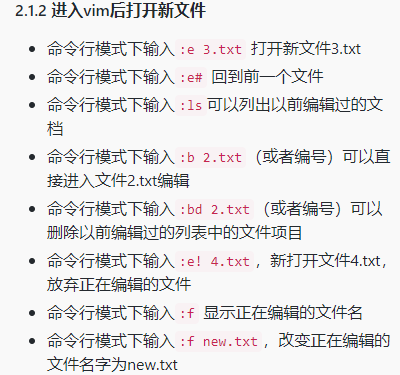 2.1.2 进入vim后打开新文件
命令行模式下输入 :e 3.txt 打开新文件3.txt
命令行模式下输入 :e# 回到前一个文件
命令行模式下输入 :ls 可以列出以前编辑过的文
档
命令行模式下输入 :b 2.txt （或者编号）可以直
接进入文件2.txt编辑
命令行模式下输入 :bd 2.txt （或者编号）可以
删除以前编辑过的列表中的文件项目
命令行模式下输入 :e! 4.txt ，新打开文件4.txt，
放弃正在编辑的文件
命令行模式下输入 :f 显示正在编辑的文件名
命令行模式下输入 :f new.txt ，改变正在编辑的
文件名字为new.txt